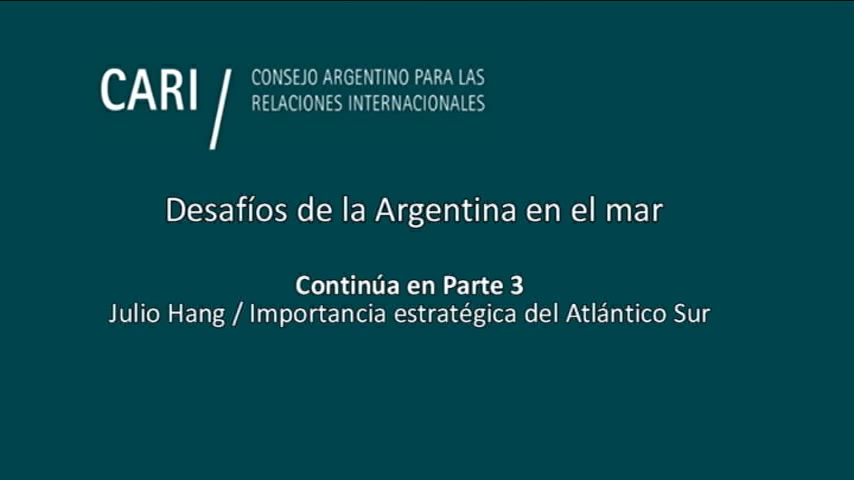 CARI / CONSEJO ARGENTINO PARA LAS
RELACIONES INTERNACIONALES
Desafíos de la Argentina en el mar
Continúa en Parte 3
Julio Hang / Importancia estratégica del Atlántico Sur